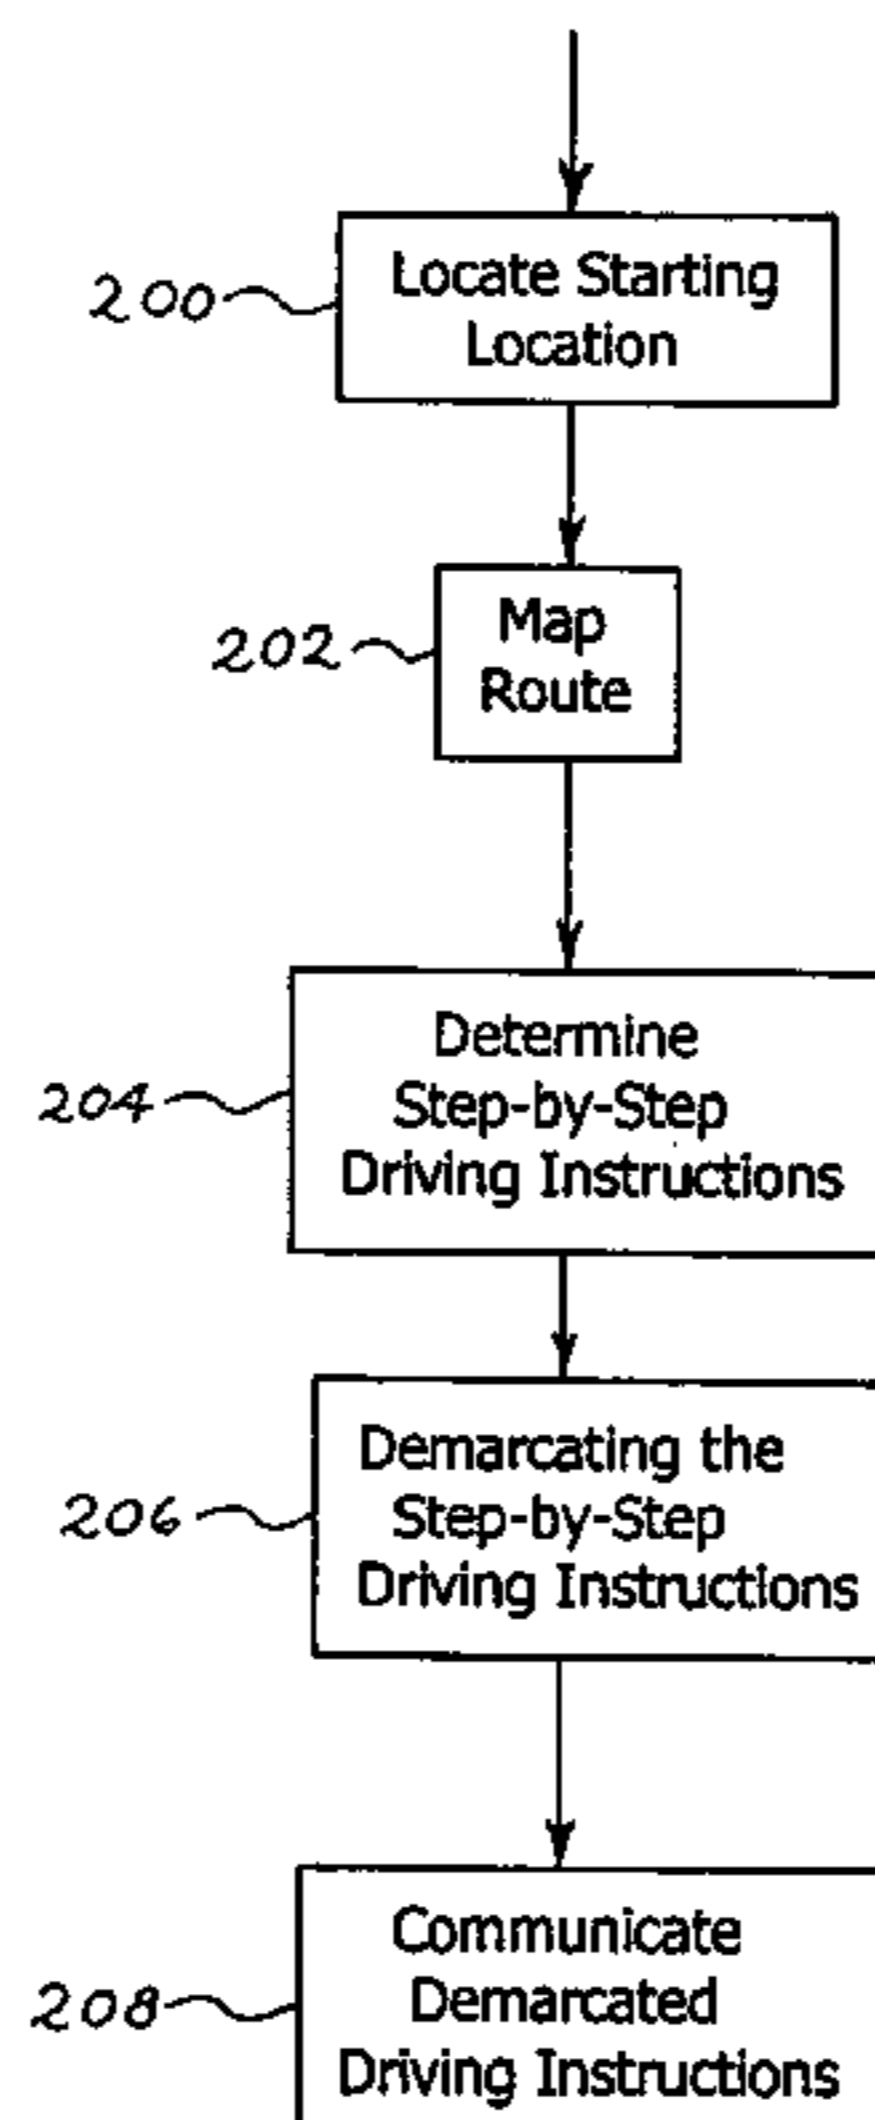 200
Locate Starting
Location
202
Map
Route
204
Determine
Step-by-Step
Driving Instructions
206
Demarcating the
Step-by-Step
Driving Instructions
208
Communicate
Demarcated
Driving Instructions